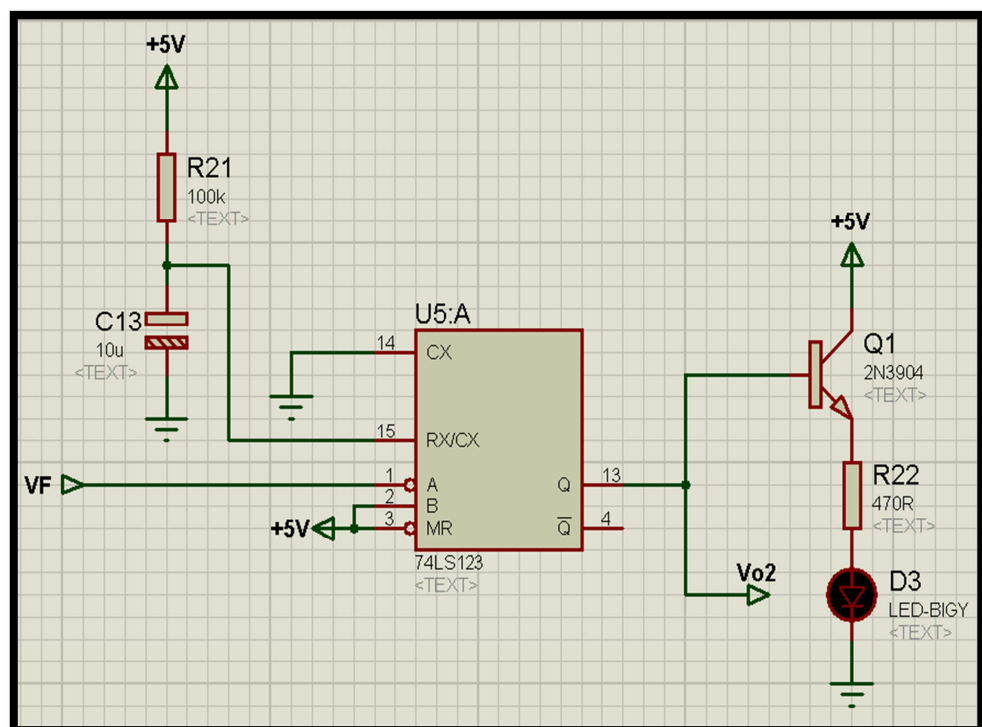 +5V
R21
100k
<TEXT>
C13
10u
<TEXT>
U5:A
14
CX
15
RX/CX
VF
1
A
2
B
+5V
3
MR
Q
13
Q
4
74LS123
<TEXT>
+5V
Q1
2N3904
<TEXT>
R22
470R
<TEXT>
Vo2
D3
LED-BIGY
<TEXT>